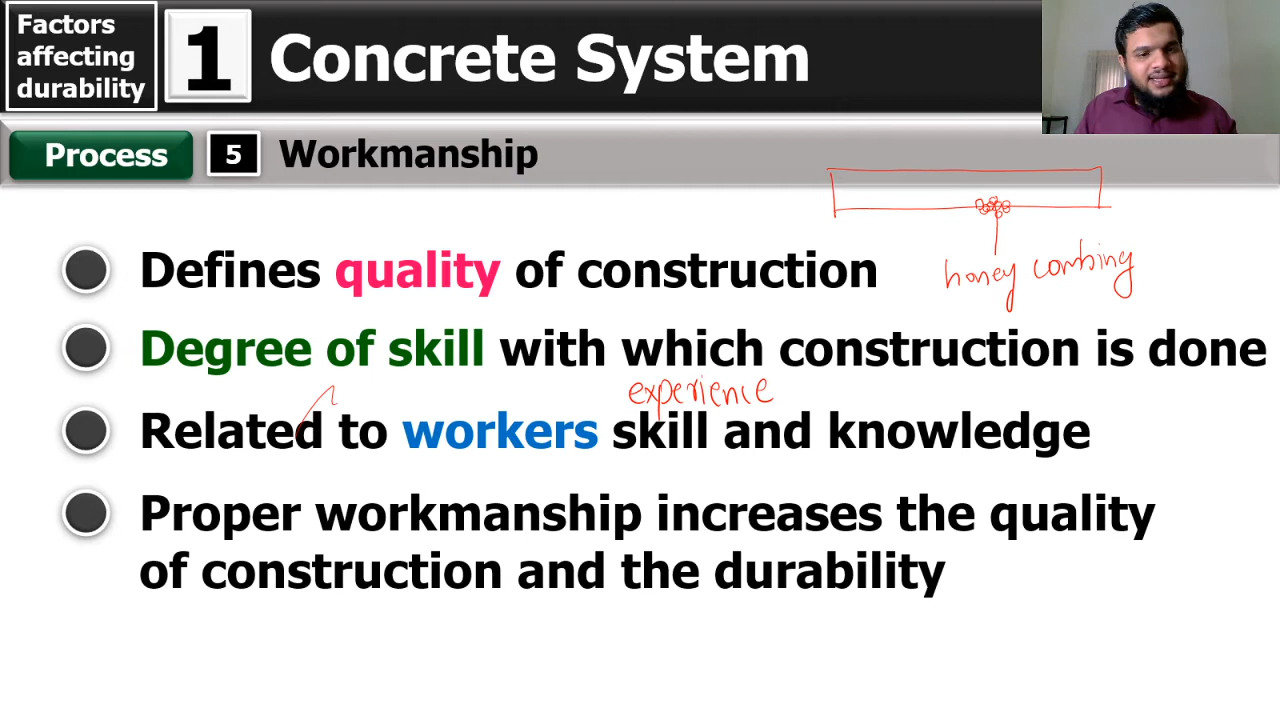 Factors
affecting
durability
1
Concrete System
Process
5
Workmanship
Defines quality of construction
honey combing
Degree of skill with which construction is done
experience
Related to workers skill and knowledge
Proper workmanship increases the quality
of construction and the durability